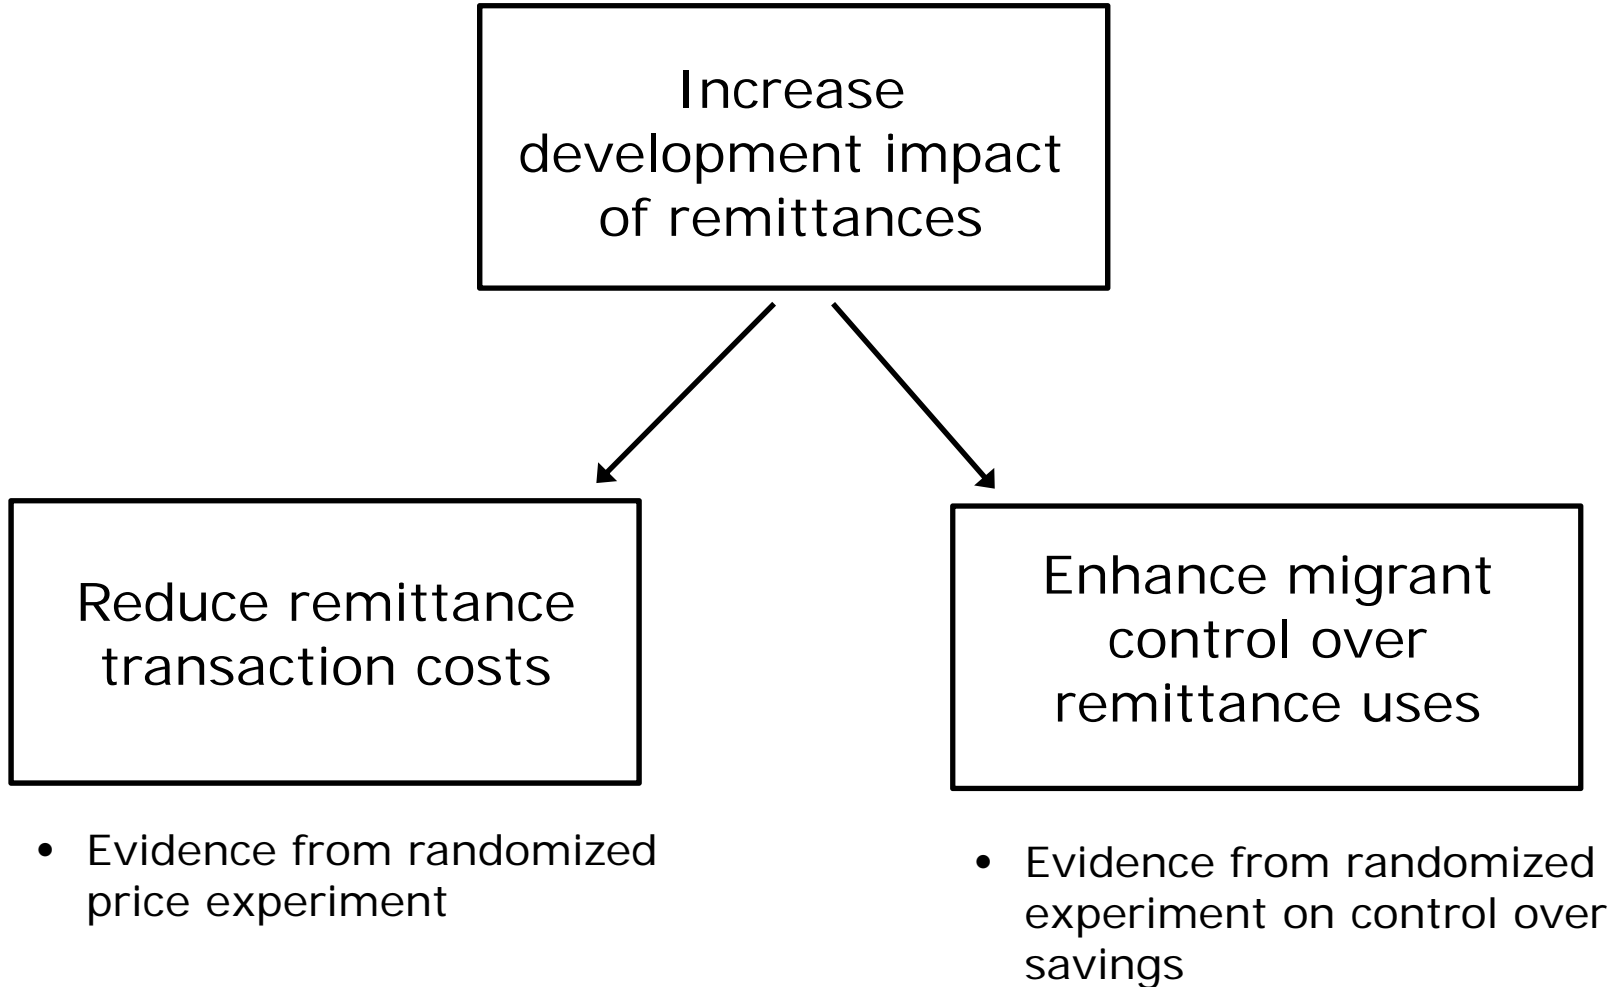 Increase
development impact
of remittances
Reduce remittance
transaction costs
• Evidence from randomized
price experiment
Enhance migrant
control over
remittance uses
• Evidence from randomized
experiment on control over
savings